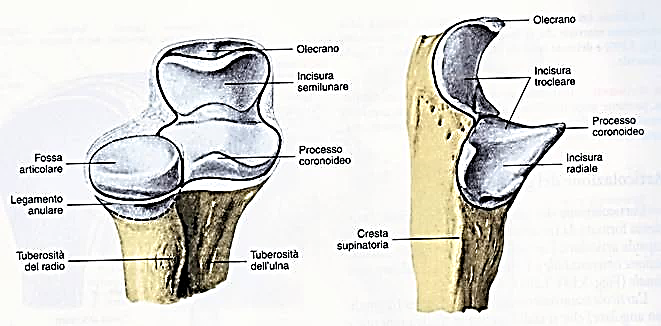 Olecrano
Incisura
semilunare
Processo
coronoideo
Fossa
articolare
Legamento
anulare
Tuberosità
del radio
Tuberosità
dell'ulna
Olecrano
Incisura
trocleare
Processo
coronoideo
Incisura
radiale
Cresta
supinatoria